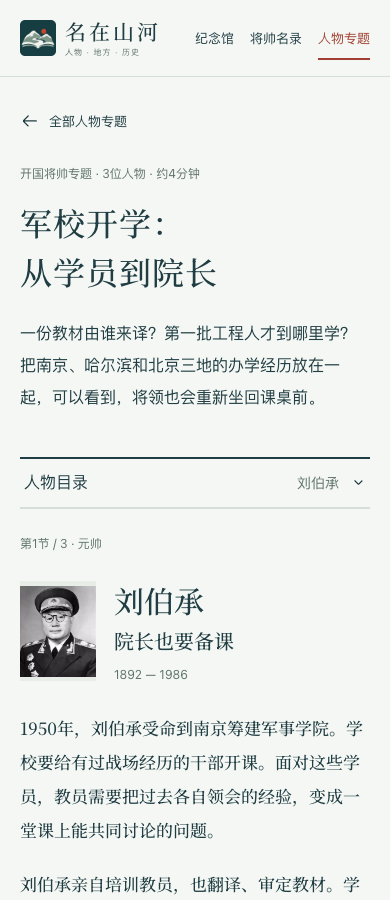 名在山河
人物 · 地方 · 历史
纪念馆 将帅名录 人物专题
← 全部人物专题
开国将帅专题 · 3位人物 · 约4分钟
军校开学：
从学员到院长
一份教材由谁来译？第一批工程人才到哪里学？
把南京、哈尔滨和北京三地的办学经历放在一
起，可以看到，将领也会重新坐回课桌前。
人物目录 刘伯承
第1节 / 3 · 元帅
刘伯承
院长也要备课
1892 — 1986
1950年，刘伯承受命到南京筹建军事学院。学
校要给有过战场经历的干部开课。面对这些学
员，教员需要把过去各自领会的经验，变成一
堂课上能共同讨论的问题。
刘伯承亲自培训教员，也翻译、审定教材。学